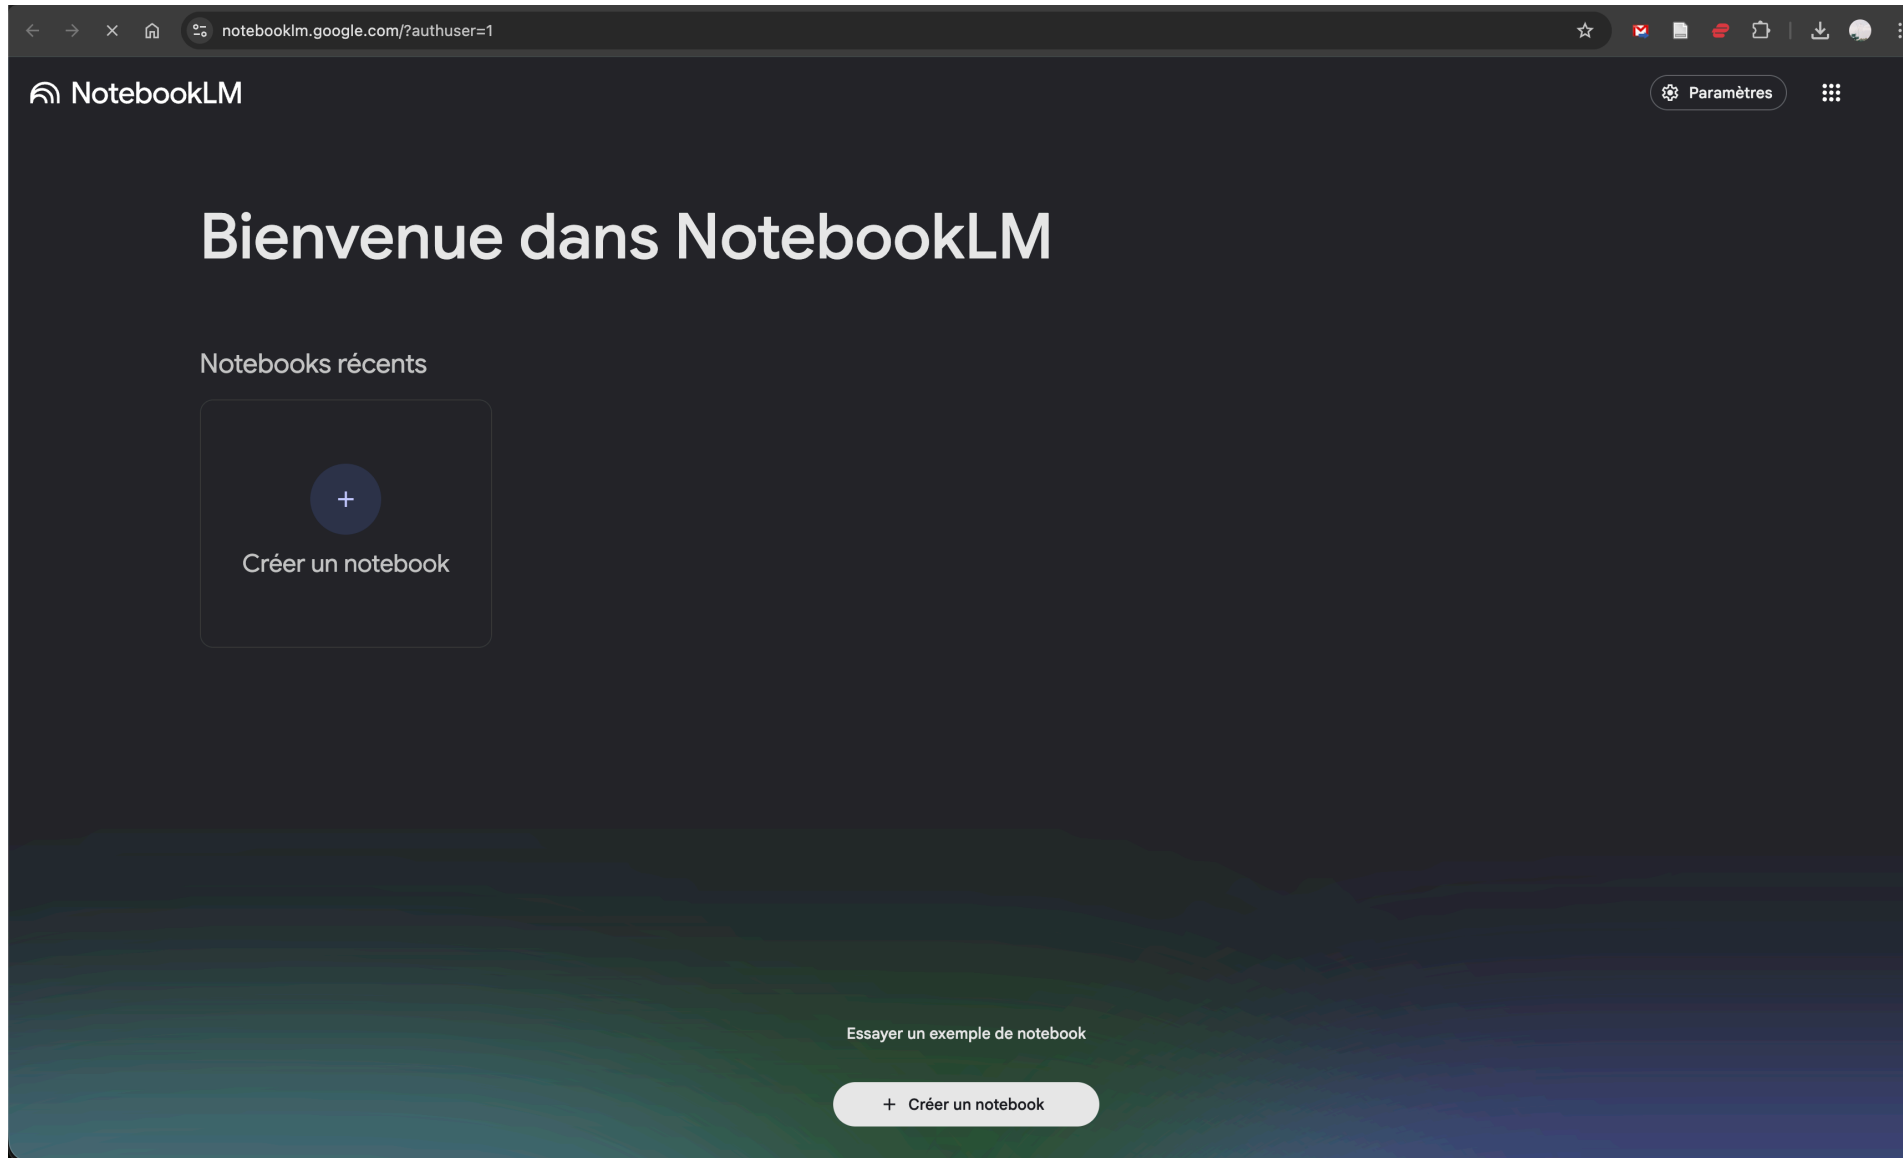 notebooklm.google.com/?authuser=1
NotebookLM
Paramètres
Bienvenue dans NotebookLM
Notebooks récents
+
Créer un notebook
Essayer un exemple de notebook
+ Créer un notebook